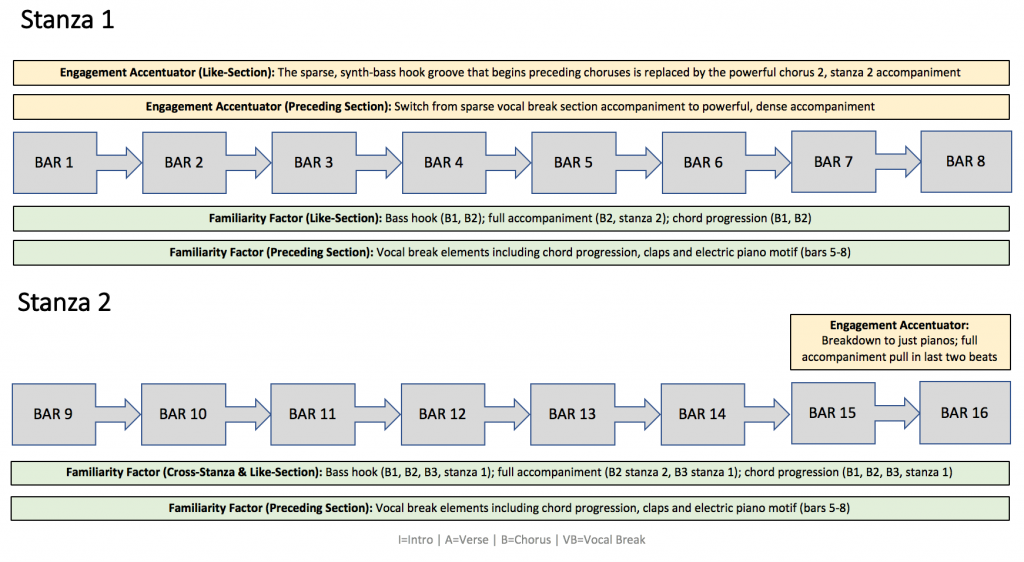 Stanza 1
Engagement Accentuator (Like-Section): The sparse, synth-bass hook groove that begins preceding choruses is replaced by the powerful chorus 2, stanza 2 accompaniment
Engagement Accentuator (Preceding Section): Switch from sparse vocal break section accompaniment to powerful, dense accompaniment
BAR 1 BAR 2 BAR 3 BAR 4 BAR 5 BAR 6 BAR 7 BAR 8
Familiarity Factor (Like-Section): Bass hook (B1, B2); full accompaniment (B2, stanza 2); chord progression (B1, B2)
Familiarity Factor (Preceding Section): Vocal break elements including chord progression, claps and electric piano motif (bars 5-8)
Stanza 2
Engagement Accentuator:
Breakdown to just pianos; full
accompaniment pull in last two beats
BAR 9 BAR 10 BAR 11 BAR 12 BAR 13 BAR 14 BAR 15 BAR 16
Familiarity Factor (Cross-Stanza & Like-Section): Bass hook (B1, B2, B3, stanza 1); full accompaniment (B2 stanza 2, B3 stanza 1); chord progression (B1, B2, B3, stanza 1)
Familiarity Factor (Preceding Section): Vocal break elements including chord progression, claps and electric piano motif (bars 5-8)
I=Intro | A=Verse | B=Chorus | VB=Vocal Break